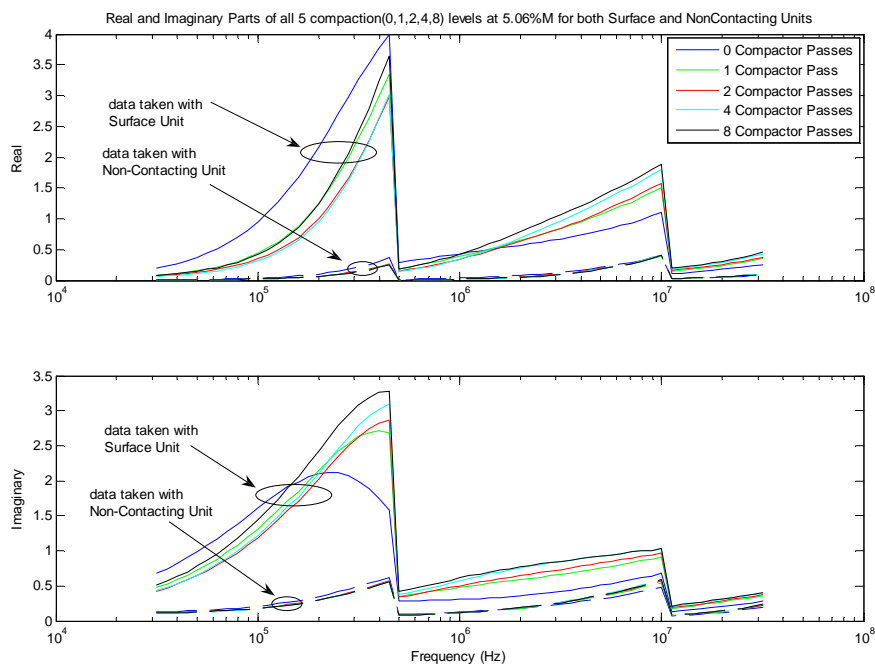 Real and Imaginary Parts of all 5 compaction(0,1,2,4,8) levels at 5.06%M for both Surface and NonContacting Units
4
3.5
3
2.5
2
1.5
1
0.5
0
Real
data taken with
Surface Unit
data taken with
Non-Contacting Unit
0 Compactor Passes
1 Compactor Pass
2 Compactor Passes
4 Compactor Passes
8 Compactor Passes
10^4
10^5
10^6
10^7
10^8
3.5
3
2.5
2
1.5
1
0.5
0
Imaginary
data taken with
Surface Unit
data taken with
Non-Contacting Unit
10^4
10^5
10^6
10^7
10^8
Frequency (Hz)